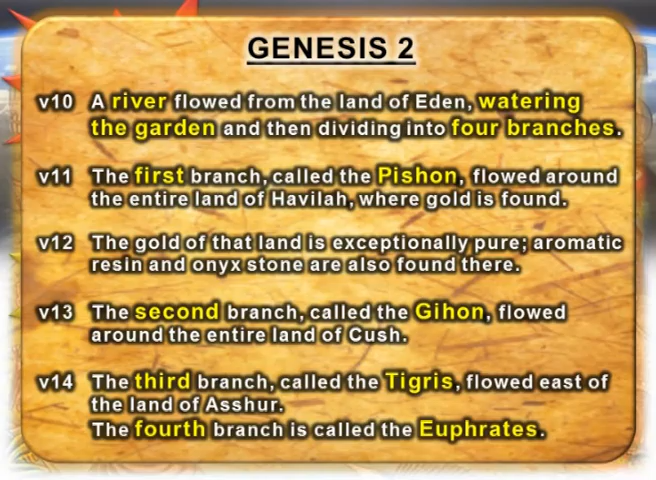 GENESIS 2
v10 A river flowed from the land of Eden, watering
the garden and then dividing into four branches.
v11 The first branch, called the Pishon, flowed around
the entire land of Havilah, where gold is found.
v12 The gold of that land is exceptionally pure; aromatic
resin and onyx stone are also found there.
v13 The second branch, called the Gihon, flowed
around the entire land of Cush.
v14 The third branch, called the Tigris, flowed east of
the land of Asshur.
The fourth branch is called the Euphrates.